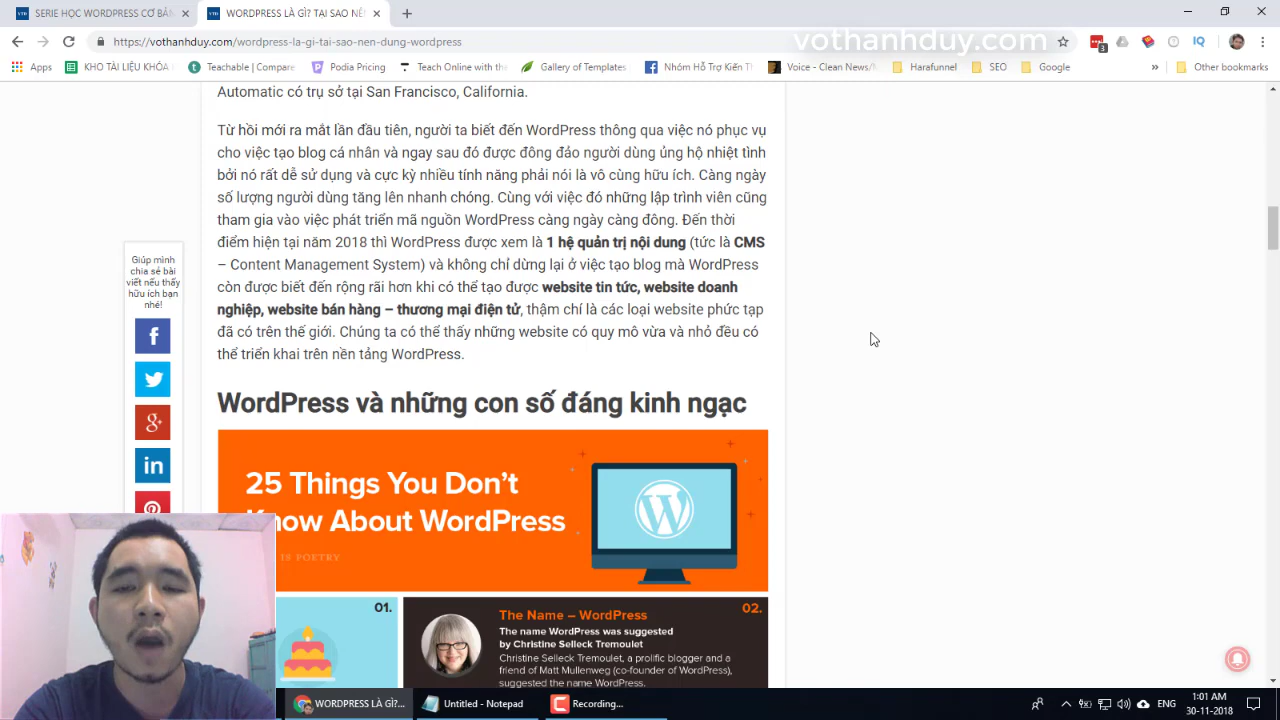 SERIE HỌC WORDPRESS CƠ BẢN
WORDPRESS LÀ GÌ? TẠI SAO NÊN
https://vothanhduy.com/wordpress-la-gi-tai-sao-nen-dung-wordpress
vothanhduy.com
3
IQ
Apps
KHO TÀI LIỆU KHÓA
Teachable | Compare
Podia Pricing
Teach Online with the
Gallery of Templates
Nhóm Hỗ Trợ Kiến Th
Voice - Clean News/
Harafunnel
SEO
Google
»
Other bookmarks
Automatic có trụ sở tại San Francisco, California.
Từ hồi mới ra mắt lần đầu tiên, người ta biết đến WordPress thông qua việc nó phục vụ
cho việc tạo blog cá nhân và ngay sau đó được đông đảo người dùng ủng hộ nhiệt tình
bởi nó rất dễ sử dụng và cực kỳ nhiều tính năng phải nói là vô cùng hữu ích. Càng ngày
số lượng người dùng tăng lên nhanh chóng. Cùng với việc đó những lập trình viên cũng
tham gia vào việc phát triển mã nguồn WordPress càng ngày càng đông. Đến thời
điểm hiện tại năm 2018 thì WordPress được xem là 1 hệ quản trị nội dung (tức là CMS
– Content Management System) và không chỉ dừng lại ở việc tạo blog mà WordPress
còn được biết đến rộng rãi hơn khi có thể tạo được website tin tức, website doanh
nghiệp, website bán hàng – thương mại điện tử, thậm chí là các loại website phức tạp
đã có trên thế giới. Chúng ta có thể thấy những website có quy mô vừa và nhỏ đều có
thể triển khai trên nền tảng WordPress.
Giúp mình
chia sẻ bài
viết nếu thấy
hữu ích bạn
nhé!
WordPress và những con số đáng kinh ngạc
25 Things You Don't
Know About WordPress
IS POETRY
01.
02.
The Name – WordPress
The name WordPress was suggested
by Christine Selleck Tremoulet
Christine Selleck Tremoulet, a prolific blogger and a
friend of Matt Mullenweg (co-founder of WordPress),
suggested the name WordPress.
WORDPRESS LÀ GÌ?...
Untitled - Notepad
Recording...
ENG
1:01 AM
30-11-2018